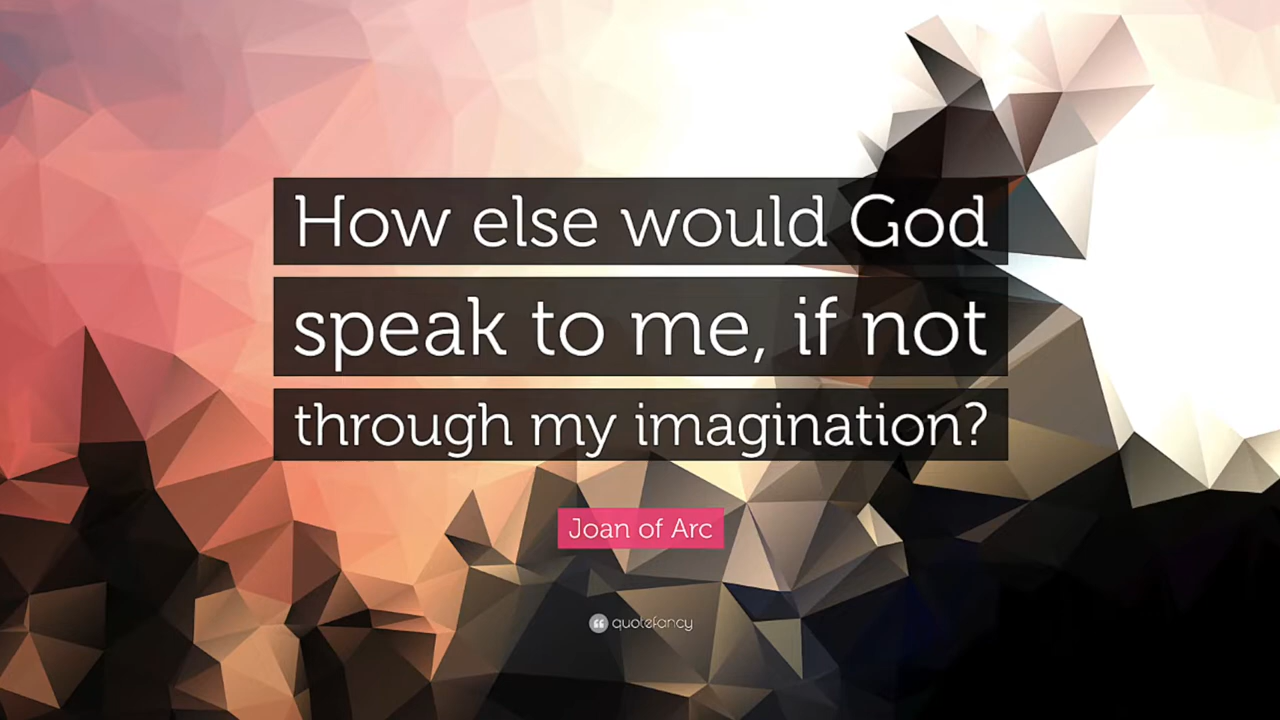 How else would God
speak to me, if not
through my imagination?
Joan of Arc
quotefancy